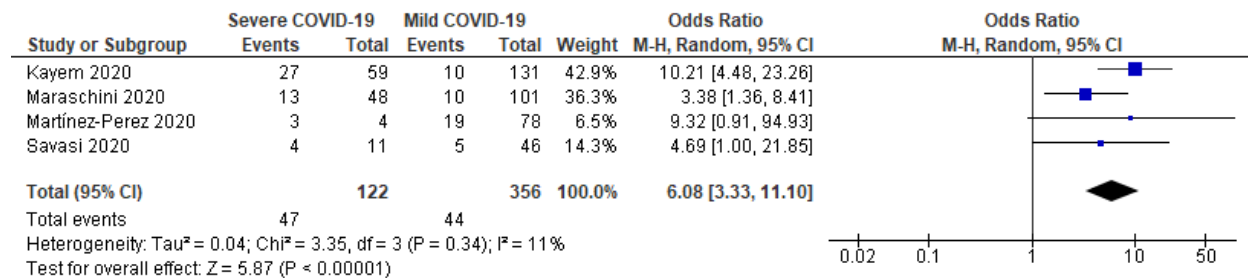 Severe COVID-19 Mild COVID-19 Odds Ratio Odds Ratio
Study or Subgroup Events Total Events Total Weight M-H, Random, 95% CI M-H, Random, 95% CI
Kayem 2020 27 59 10 131 42.9% 10.21 [4.48, 23.26]
Maraschini 2020 13 48 10 101 36.3% 3.38 [1.36, 8.41]
Martínez-Perez 2020 3 4 19 78 6.5% 9.32 [0.91, 94.93]
Savasi 2020 4 11 5 46 14.3% 4.69 [1.00, 21.85]
Total (95% CI) 122 356 100.0% 6.08 [3.33, 11.10]
Total events 47 44
Heterogeneity: Tau² = 0.04; Chi² = 3.35, df = 3 (P = 0.34); I² = 11%
Test for overall effect: Z = 5.87 (P < 0.00001)
0.02 0.1 1 10 50